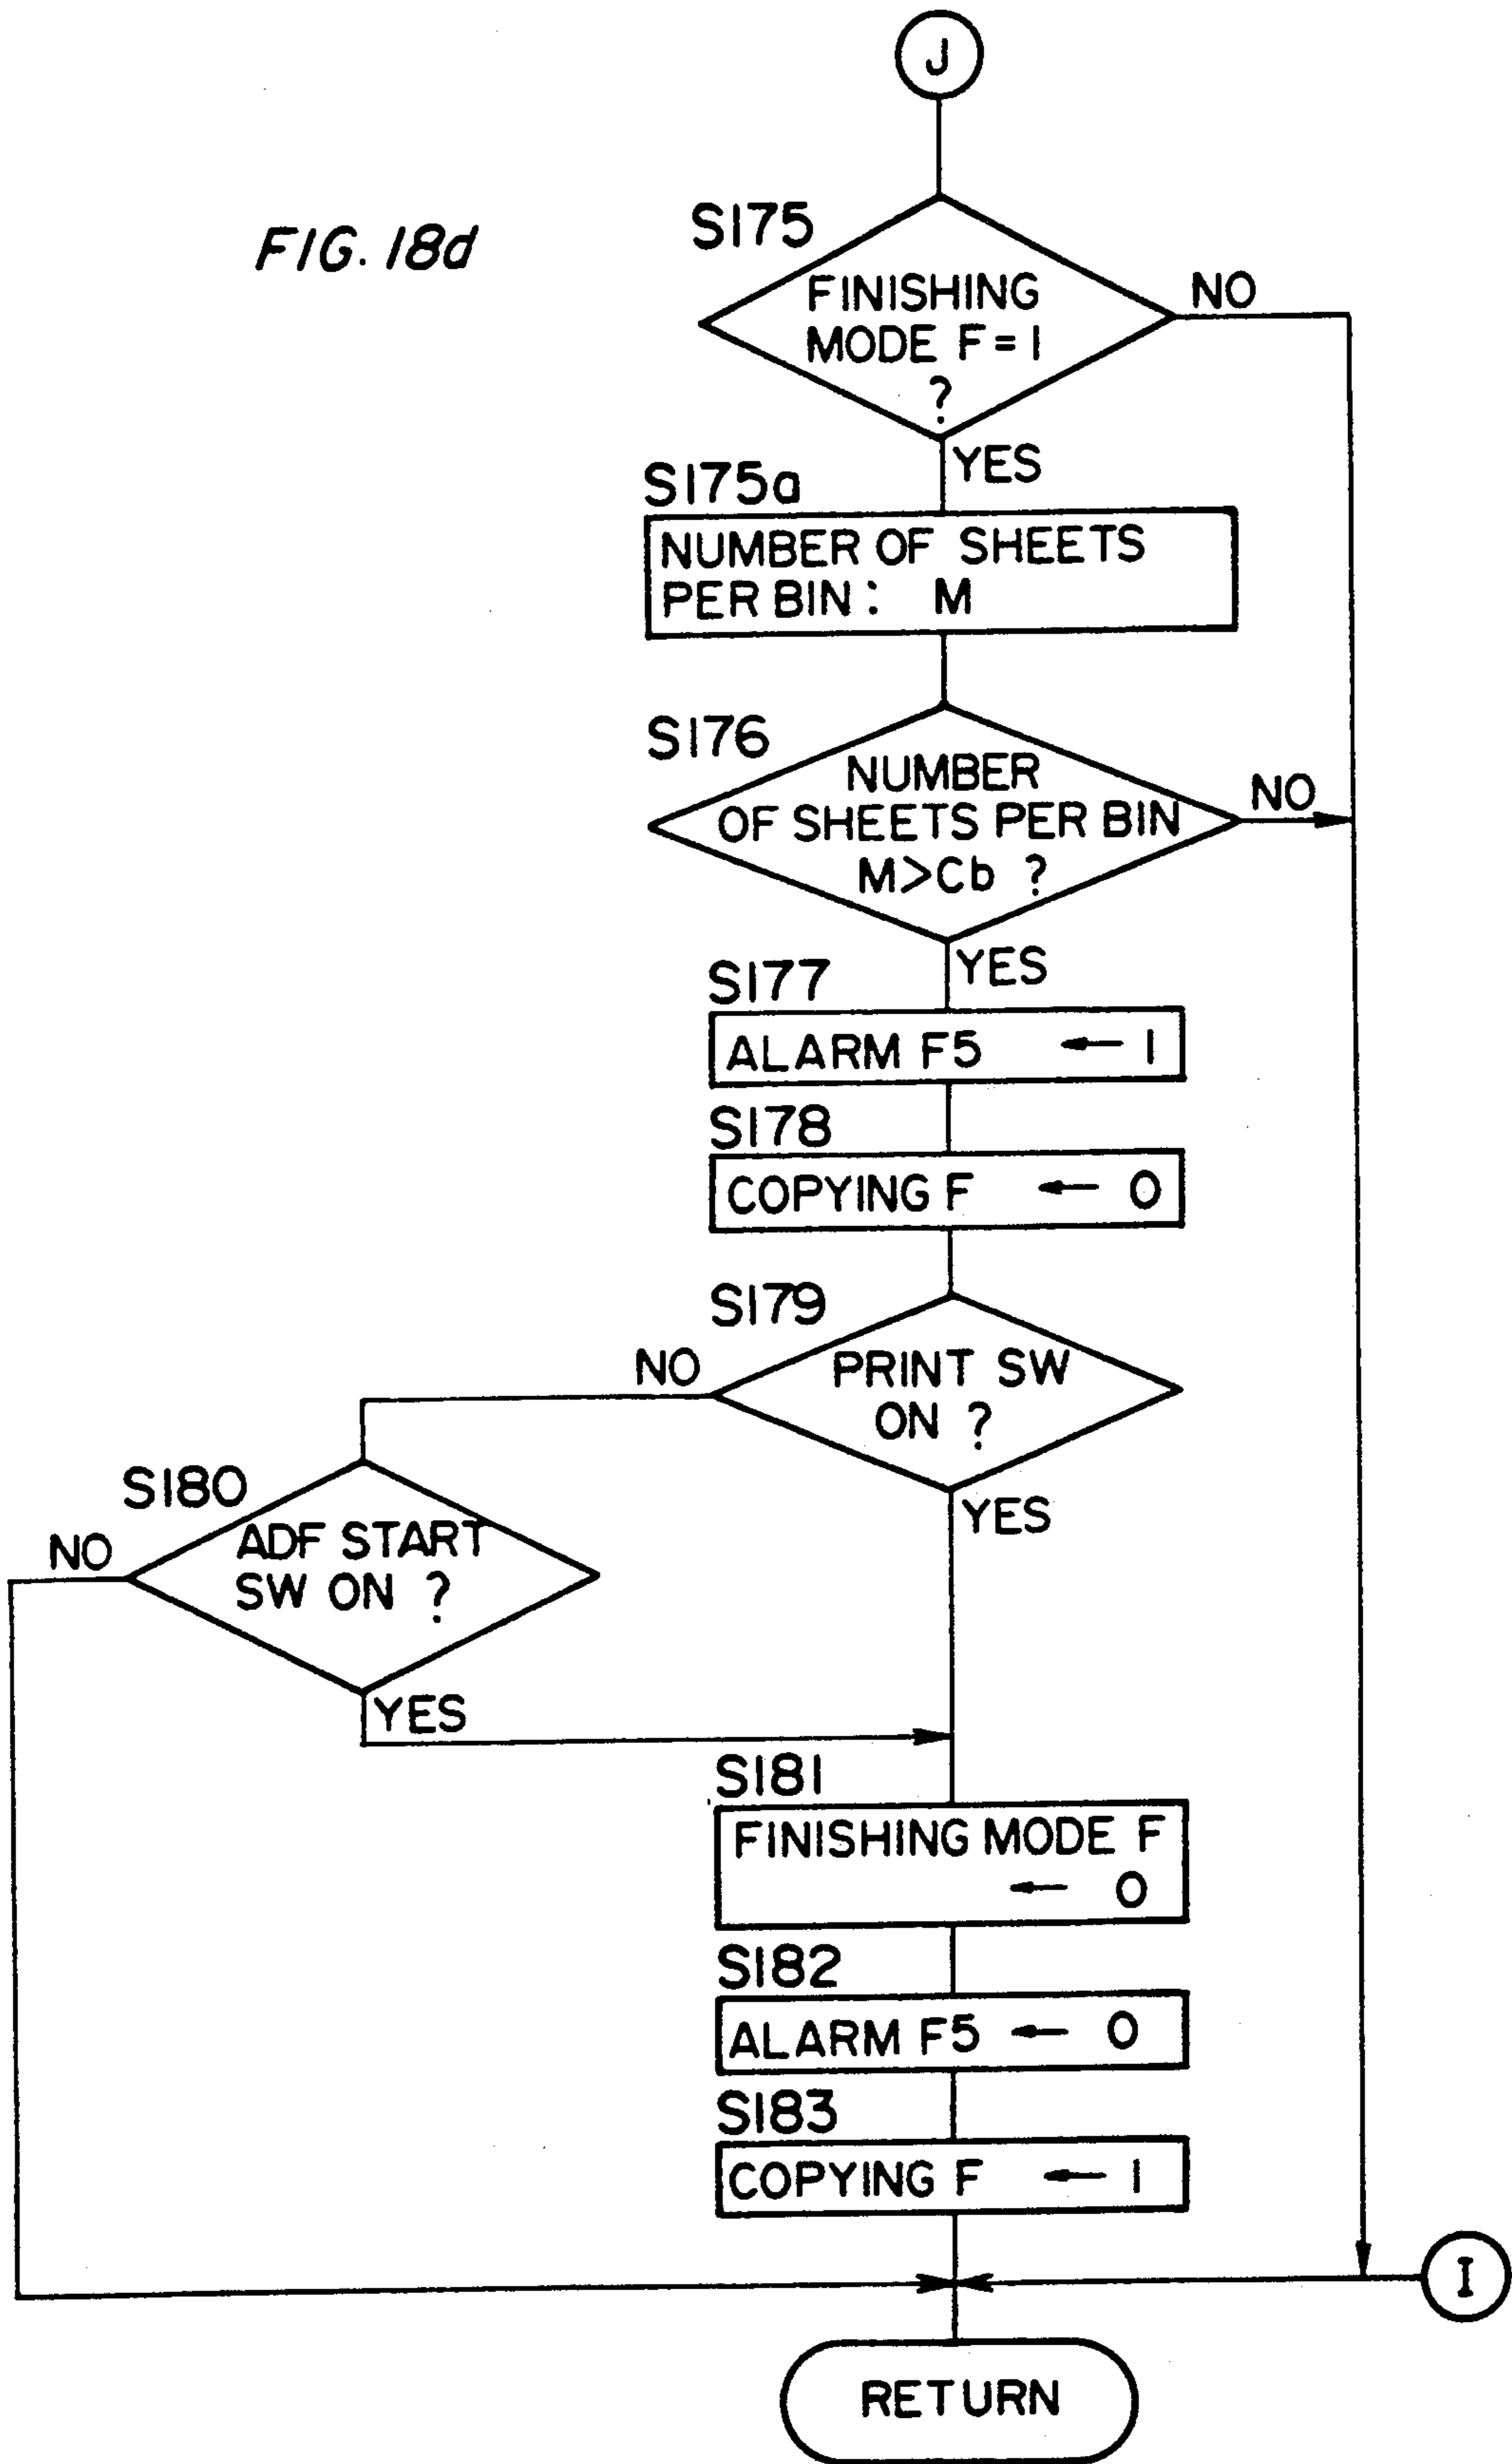 J
FIG. 18d
S175
FINISHING
MODE F=1
?
NO
YES
S175a
NUMBER OF SHEETS
PER BIN: M
S176
NUMBER
OF SHEETS PER BIN
M>Cb ?
NO
YES
S177
ALARM F5 ← 1
S178
COPYING F ← 0
S179
PRINT SW
ON ?
NO
YES
S180
ADF START
SW ON ?
NO
YES
S181
FINISHING MODE F
← 0
S182
ALARM F5 ← 0
S183
COPYING F ← 1
I
RETURN